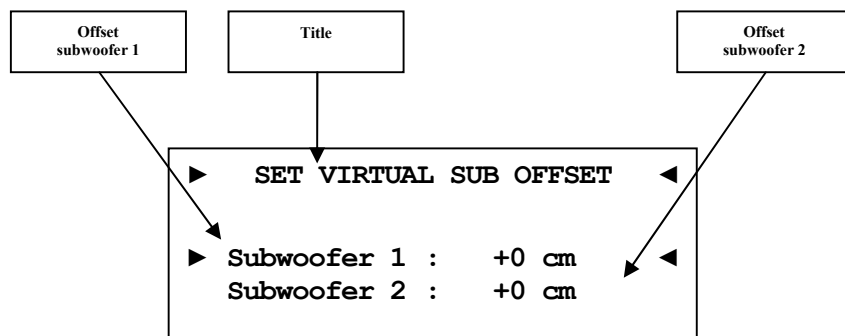 Offset
subwoofer 1
Title
Offset
subwoofer 2
► SET VIRTUAL SUB OFFSET ◄
► Subwoofer 1 : +0 cm ◄
Subwoofer 2 : +0 cm